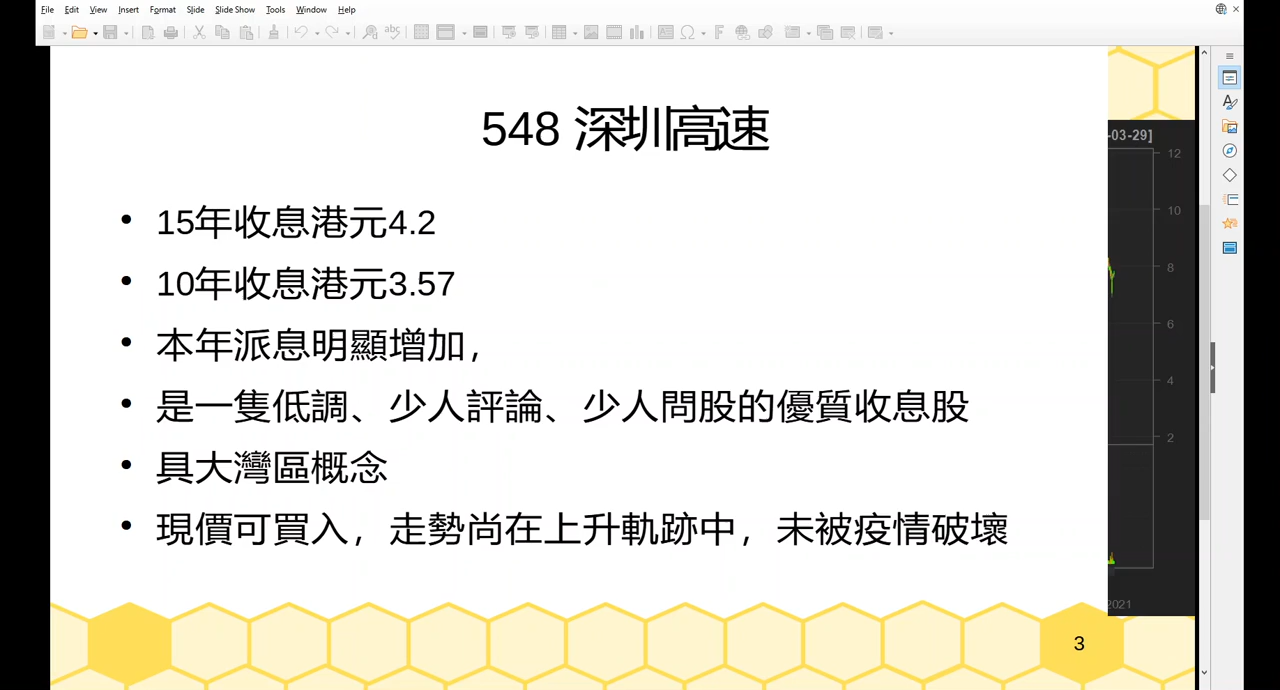 File Edit View Insert Format Slide Slide Show Tools Window Help
548 深圳高速
-03-29]
• 15年收息港元4.2
• 10年收息港元3.57
• 本年派息明顯增加，
• 是一隻低調、少人評論、少人問股的優質收息股
• 具大灣區概念
• 現價可買入，走勢尚在上升軌跡中，未被疫情破壞
12
10
8
6
4
2
2021
3